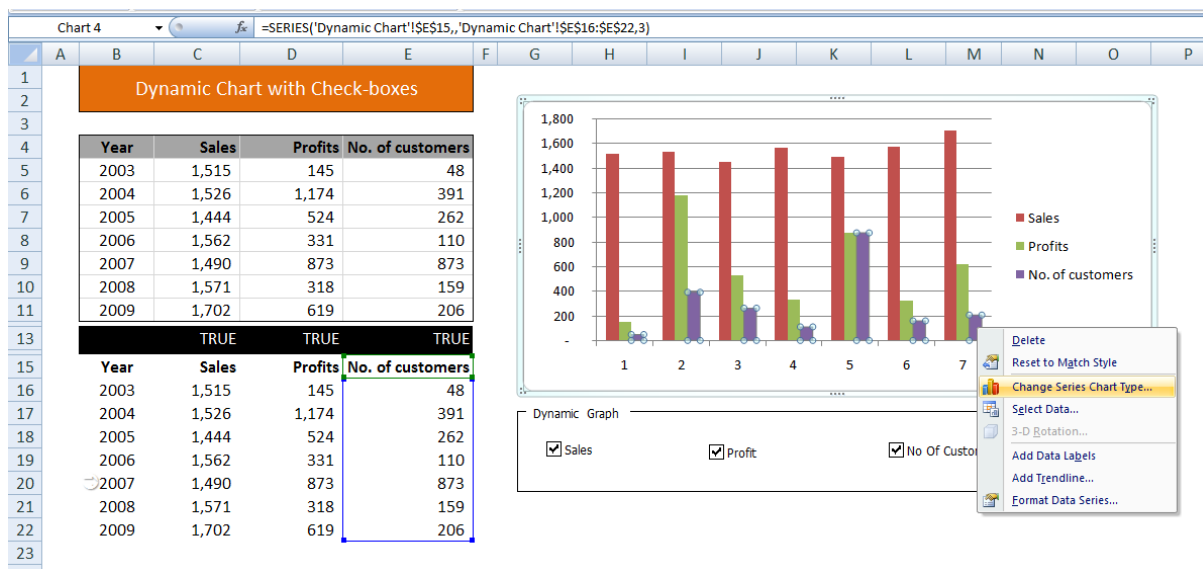 Chart 4 fx =SERIES('Dynamic Chart'!$E$15,,'Dynamic Chart'!$E$16:$E$22,3)
A B C D E F G H I J K L M N O P
1
2
3
4
5
6
7
8
9
10
11
13
15
16
17
18
19
20
21
22
23
Dynamic Chart with Check-boxes
Year Sales Profits No. of customers
2003 1,515 145 48
2004 1,526 1,174 391
2005 1,444 524 262
2006 1,562 331 110
2007 1,490 873 873
2008 1,571 318 159
2009 1,702 619 206
TRUE TRUE TRUE
Year Sales Profits No. of customers
2003 1,515 145 48
2004 1,526 1,174 391
2005 1,444 524 262
2006 1,562 331 110
2007 1,490 873 873
2008 1,571 318 159
2009 1,702 619 206
1,800
1,600
1,400
1,200
1,000
800
600
400
200
-
1 2 3 4 5 6 7
Sales
Profits
No. of customers
Dynamic Graph
Sales Profit No Of Custo
Delete
Reset to Match Style
Change Series Chart Type...
Select Data...
3-D Rotation...
Add Data Labels
Add Trendline...
Format Data Series...